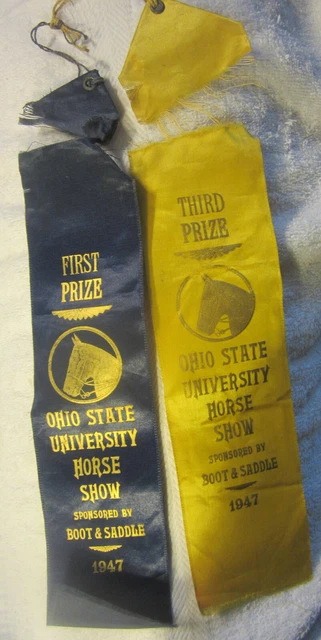 FIRST
PRIZE
OHIO STATE
UNIVERSITY
HORSE
SHOW
SPONSORED BY
BOOT & SADDLE
1947
THIRD
PRIZE
OHIO STATE
UNIVERSITY
HORSE
SHOW
SPONSORED BY
BOOT & SADDLE
1947